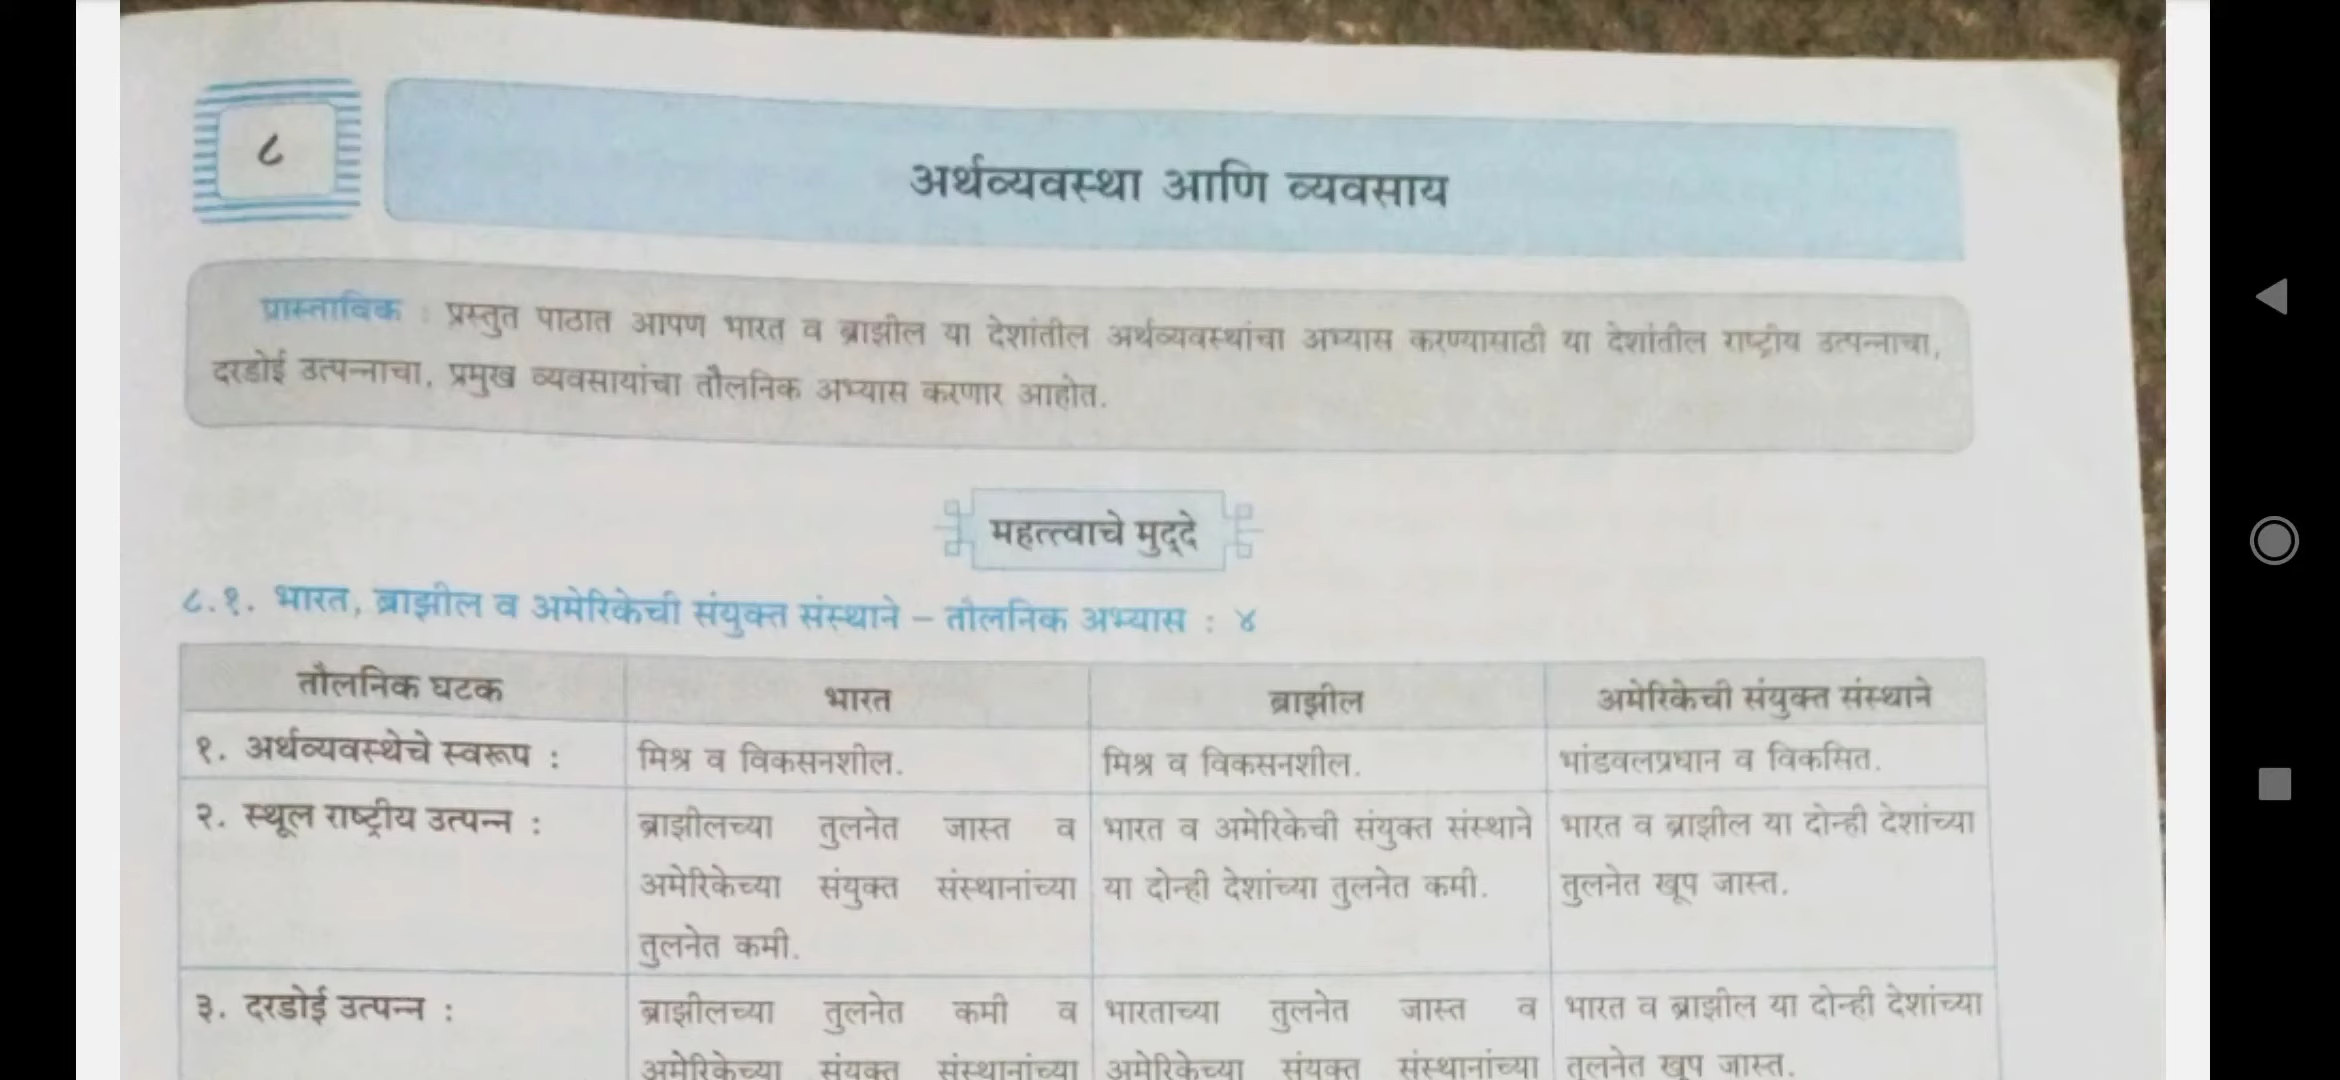 ८
अर्थव्यवस्था आणि व्यवसाय
प्रास्ताविक : प्रस्तुत पाठात आपण भारत व ब्राझील या देशांतील अर्थव्यवस्थांचा अभ्यास करण्यासाठी या देशांतील राष्ट्रीय उत्पन्नाचा,
दरडोई उत्पन्नाचा, प्रमुख व्यवसायांचा तौलनिक अभ्यास करणार आहोत.
महत्त्वाचे मुद्दे
८.१. भारत, ब्राझील व अमेरिकेची संयुक्त संस्थाने – तौलनिक अभ्यास : ४
तौलनिक घटक भारत ब्राझील अमेरिकेची संयुक्त संस्थाने
१. अर्थव्यवस्थेचे स्वरूप : मिश्र व विकसनशील. मिश्र व विकसनशील. भांडवलप्रधान व विकसित.
२. स्थूल राष्ट्रीय उत्पन्न : ब्राझीलच्या तुलनेत जास्त व भारत व अमेरिकेची संयुक्त संस्थाने भारत व ब्राझील या दोन्ही देशांच्या
अमेरिकेच्या संयुक्त संस्थानांच्या या दोन्ही देशांच्या तुलनेत कमी. तुलनेत खूप जास्त.
तुलनेत कमी.
३. दरडोई उत्पन्न : ब्राझीलच्या तुलनेत कमी व भारताच्या तुलनेत जास्त व भारत व ब्राझील या दोन्ही देशांच्या
अमेरिकेच्या संयुक्त संस्थानांच्या अमेरिकेच्या संयुक्त संस्थानांच्या तुलनेत खूप जास्त.